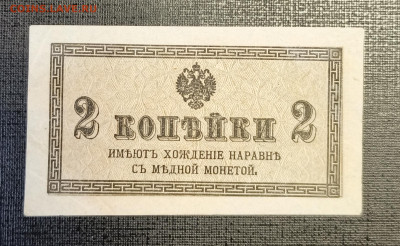 2 КОПѢЙКИ 2
ИМѢЮТЪ ХОЖДЕНІЕ НАРАВНѢ
СЪ МѢДНОЙ МОНЕТОЙ.